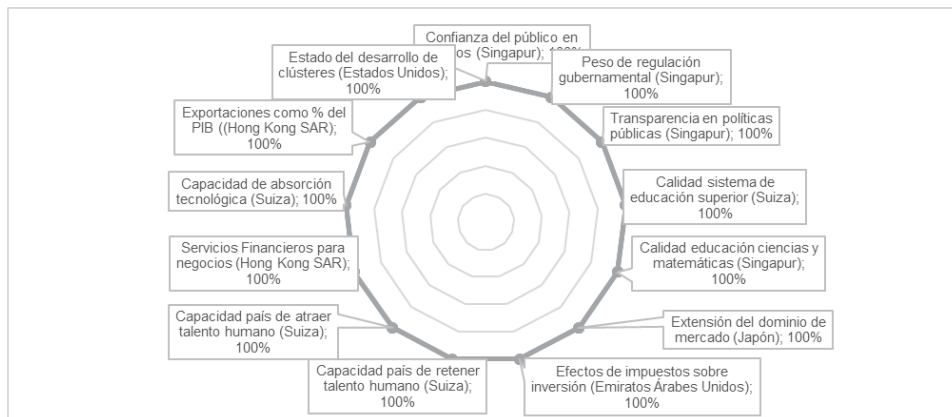 Confianza del público en
(Singapur);
Peso de regulación
gubernamental (Singapur);
100%
Transparencia en políticas
públicas (Singapur); 100%
Calidad sistema de
educación superior (Suiza);
100%
Calidad educación ciencias y
matemáticas (Singapur);
100%
Extensión del dominio de
mercado (Japón); 100%
Efectos de impuestos sobre
inversión (Emiratos Árabes Unidos);
100%
Capacidad país de retener
talento humano (Suiza);
100%
Capacidad país de atraer
talento humano (Suiza);
100%
Servicios Financieros para
negocios (Hong Kong SAR);
100%
Capacidad de absorción
tecnológica (Suiza); 100%
Exportaciones como % del
PIB ((Hong Kong SAR);
100%
Estado del desarrollo de
clústeres (Estados Unidos);
100%